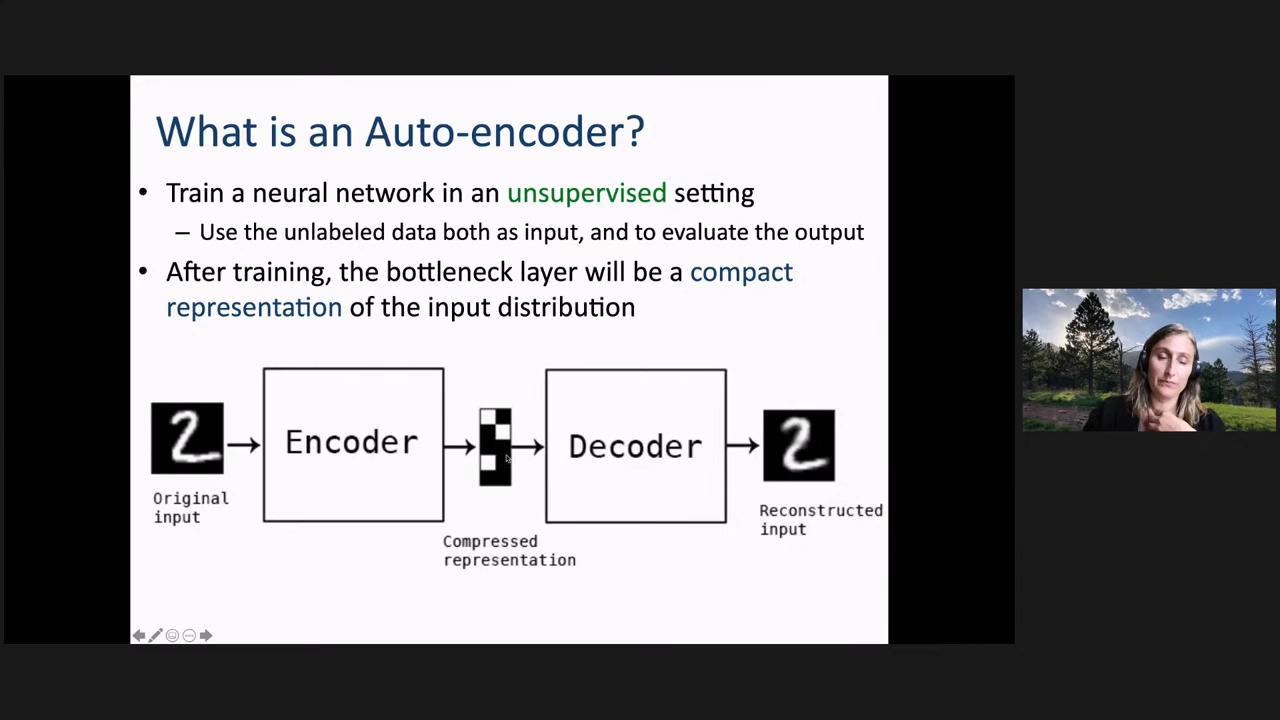 What is an Auto-encoder?
• Train a neural network in an unsupervised setting
– Use the unlabeled data both as input, and to evaluate the output
• After training, the bottleneck layer will be a compact
representation of the input distribution
2
Encoder
Decoder
2
Original
input
Compressed
representation
Reconstructed
input